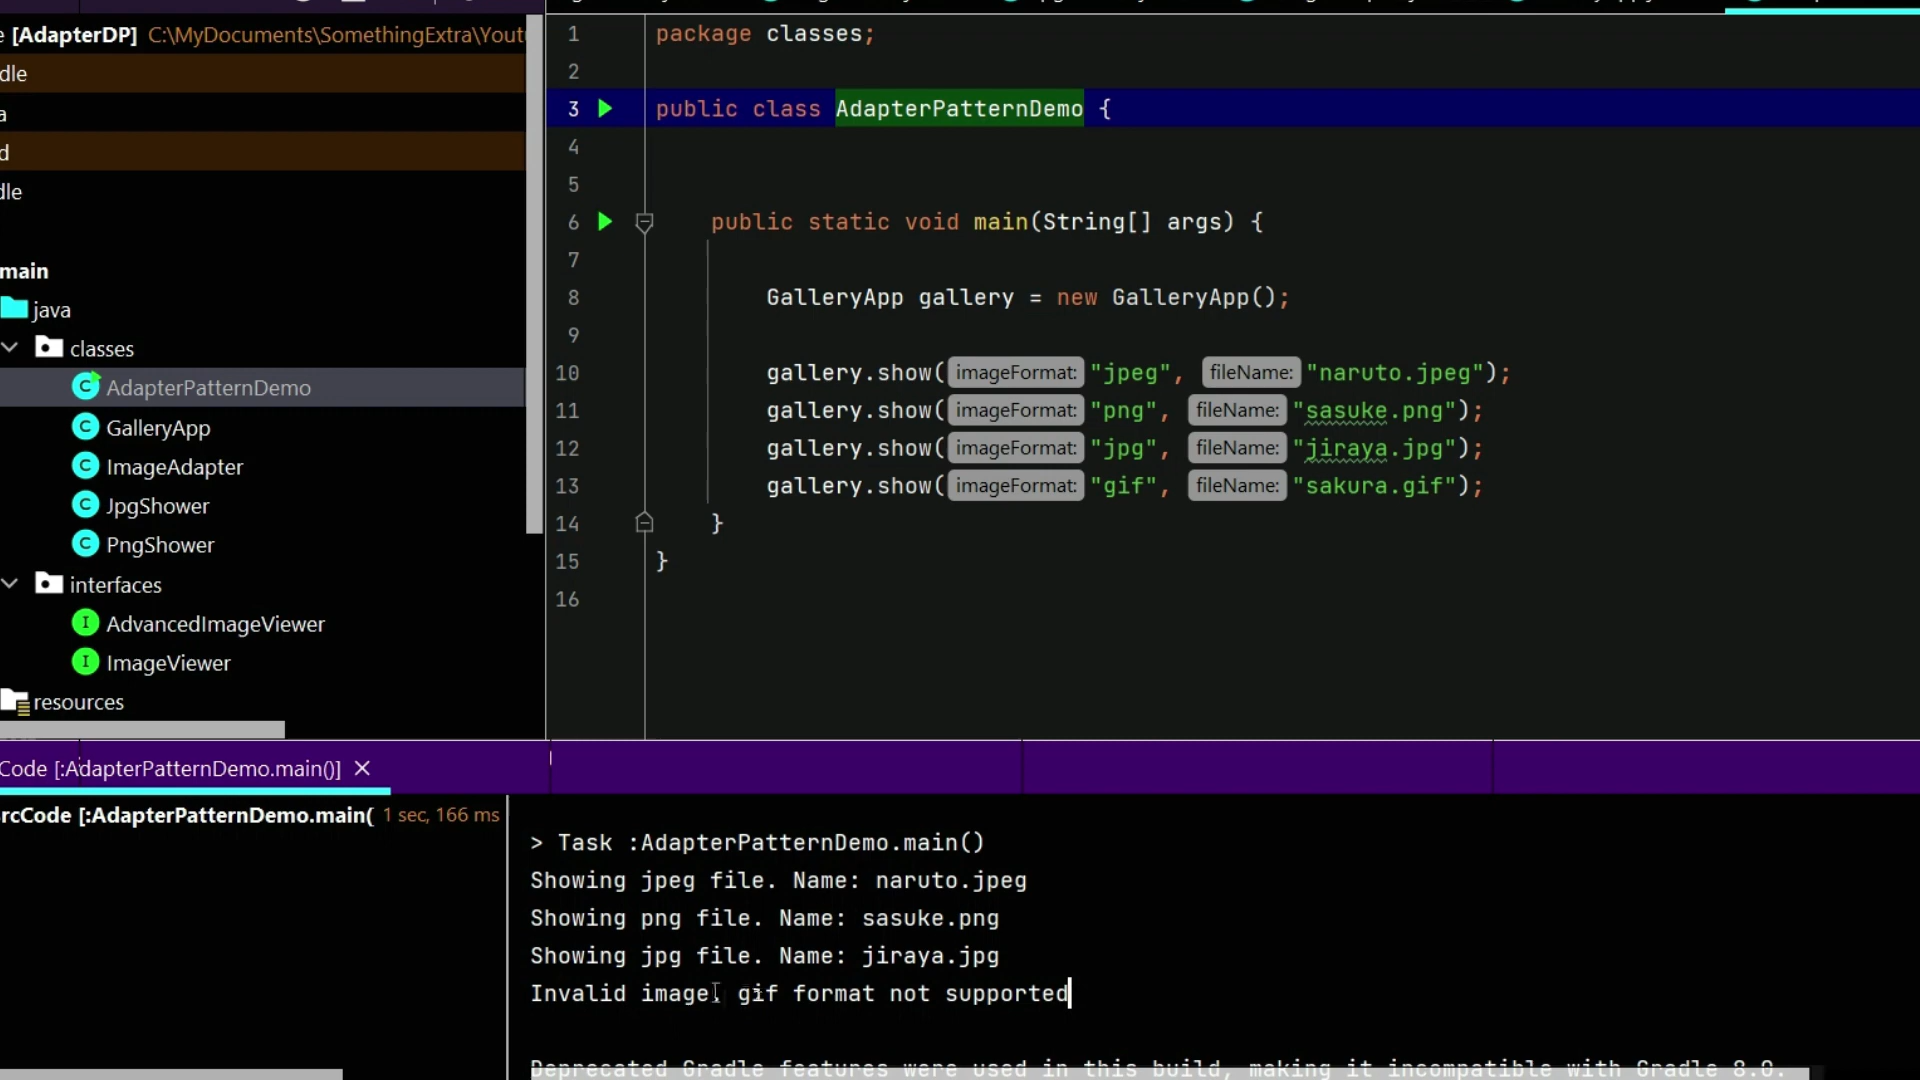 e [AdapterDP] C:\MyDocuments\SomethingExtra\Yout
dle
a
d
dle
main
java
classes
AdapterPatternDemo
GalleryApp
ImageAdapter
JpgShower
PngShower
interfaces
AdvancedImageViewer
ImageViewer
resources
1 package classes;
2
3 public class AdapterPatternDemo {
4
5
6 public static void main(String[] args) {
7
8 GalleryApp gallery = new GalleryApp();
9
10 gallery.show( imageFormat: "jpeg", fileName: "naruto.jpeg");
11 gallery.show( imageFormat: "png", fileName: "sasuke.png");
12 gallery.show( imageFormat: "jpg", fileName: "jiraya.jpg");
13 gallery.show( imageFormat: "gif", fileName: "sakura.gif");
14 }
15 }
16
Code [:AdapterPatternDemo.main()]
rcCode [:AdapterPatternDemo.main( 1 sec, 166 ms
> Task :AdapterPatternDemo.main()
Showing jpeg file. Name: naruto.jpeg
Showing png file. Name: sasuke.png
Showing jpg file. Name: jiraya.jpg
Invalid image. gif format not supported
Deprecated Gradle features were used in this build, making it incompatible with Gradle 8.0.